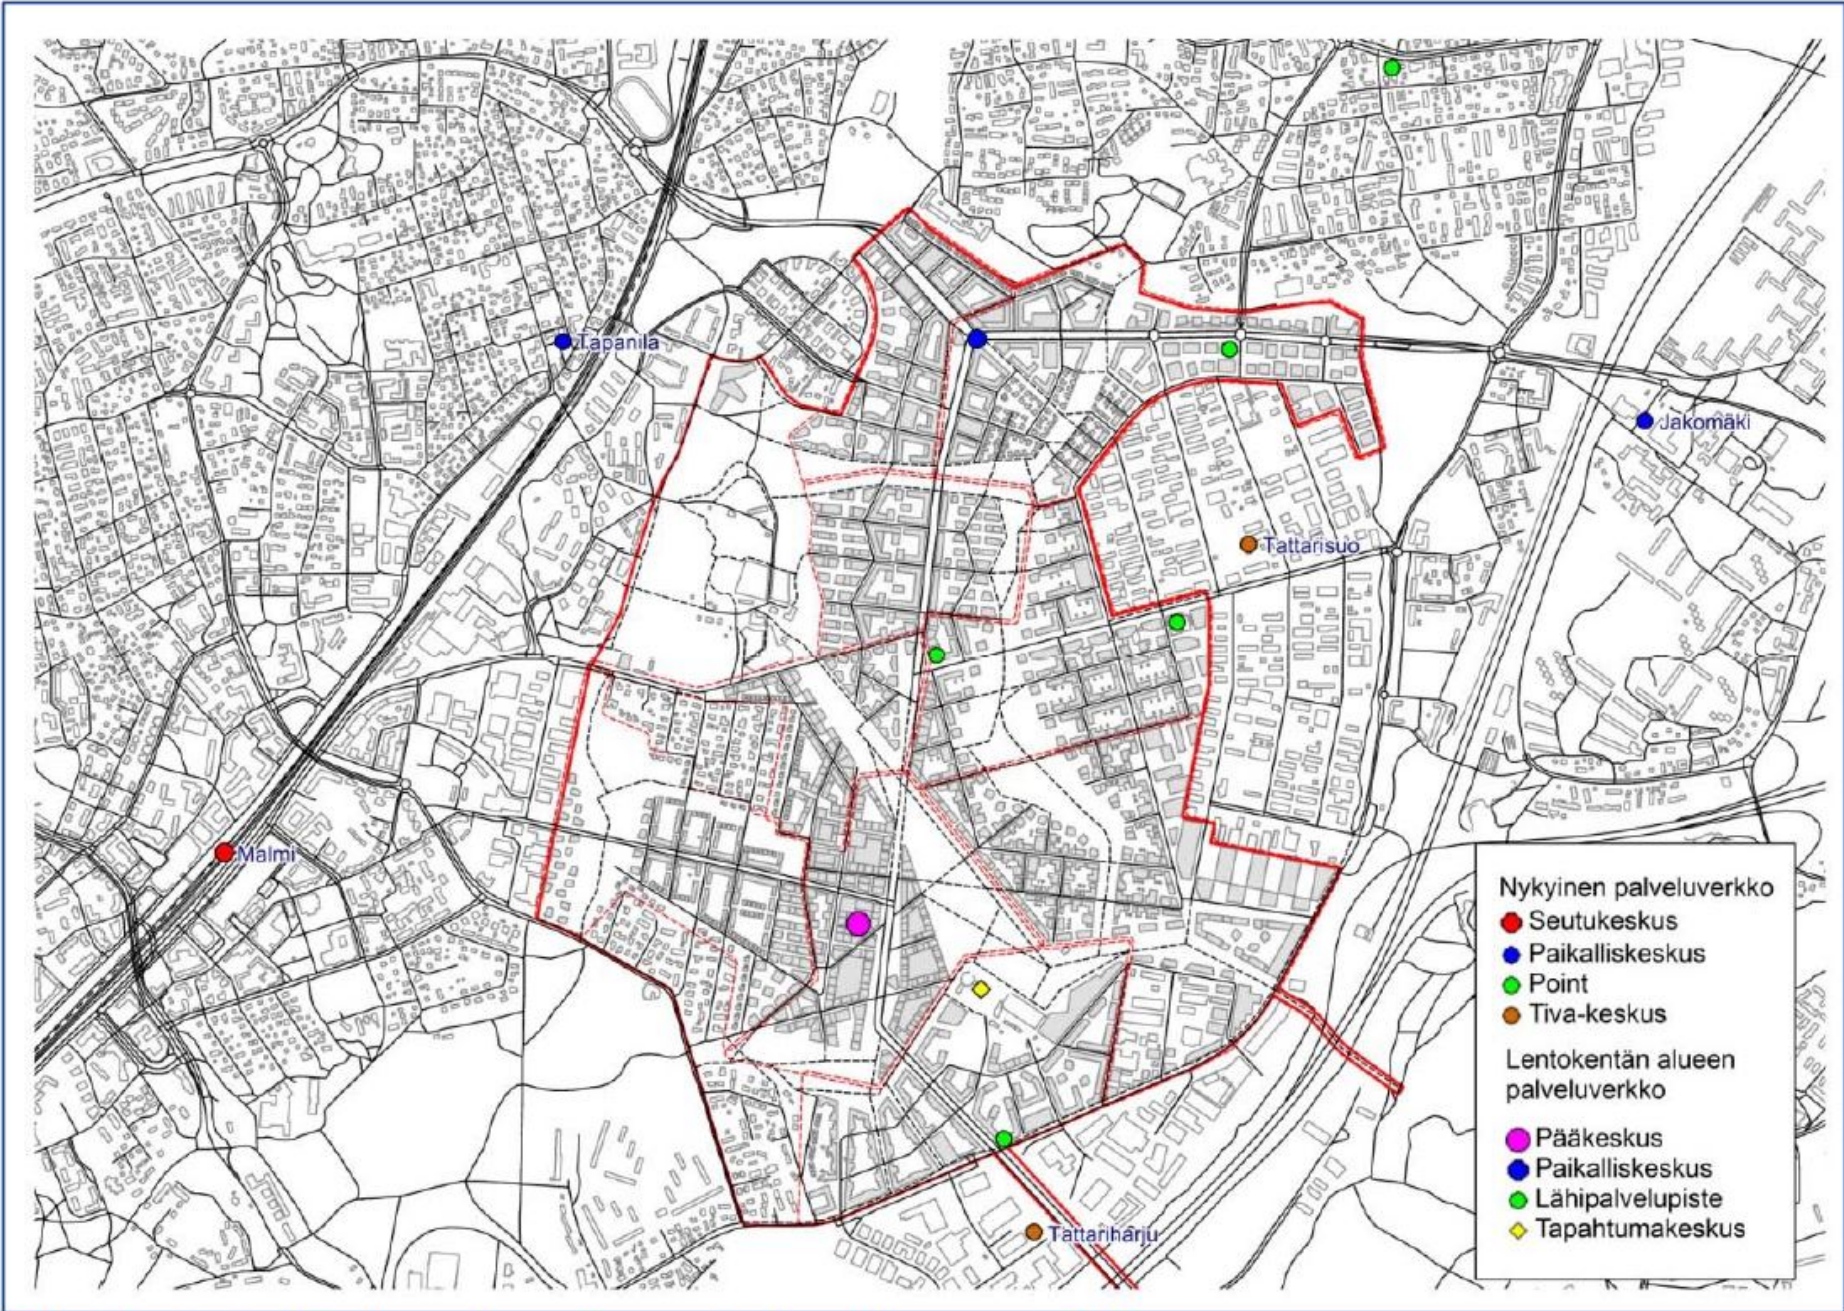 Tapanila
Jakomäki
Tattarisuo
Malmi
Tattariharju
Nykyinen palveluverkko
Seutukeskus
Paikalliskeskus
Point
Tiva-keskus
Lentokentän alueen
palveluverkko
Pääkeskus
Paikalliskeskus
Lähipalvelupiste
Tapahtumakeskus